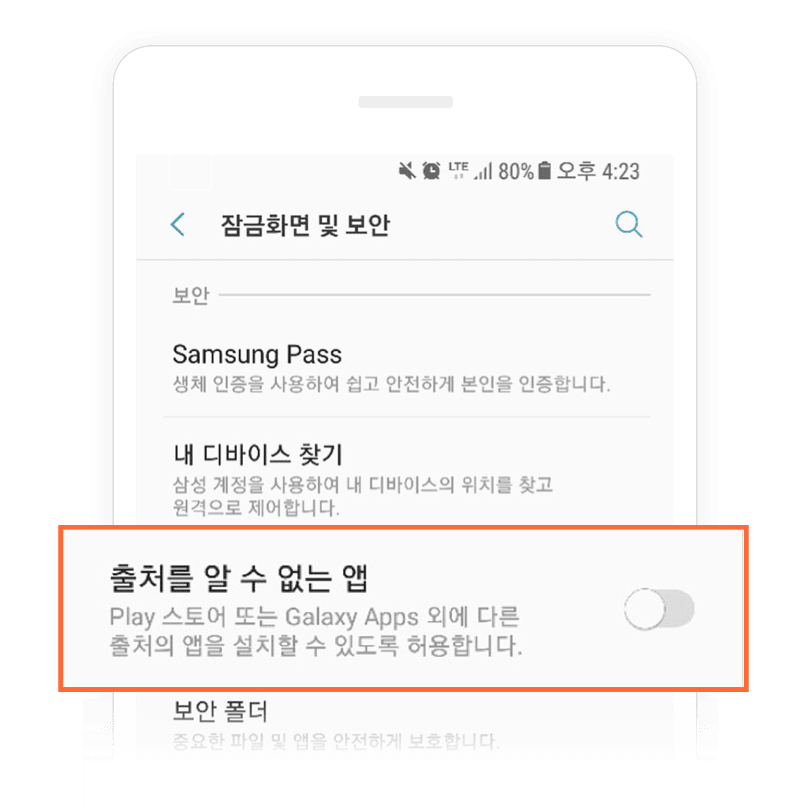 LTE 80% 오후 4:23
잠금화면 및 보안
보안
Samsung Pass
생체 인증을 사용하여 쉽고 안전하게 본인을 인증합니다.
내 디바이스 찾기
삼성 계정을 사용하여 내 디바이스의 위치를 찾고
원격으로 제어합니다.
출처를 알 수 없는 앱
Play 스토어 또는 Galaxy Apps 외에 다른
출처의 앱을 설치할 수 있도록 허용합니다.
보안 폴더
중요한 파일 및 앱을 안전하게 보호합니다.